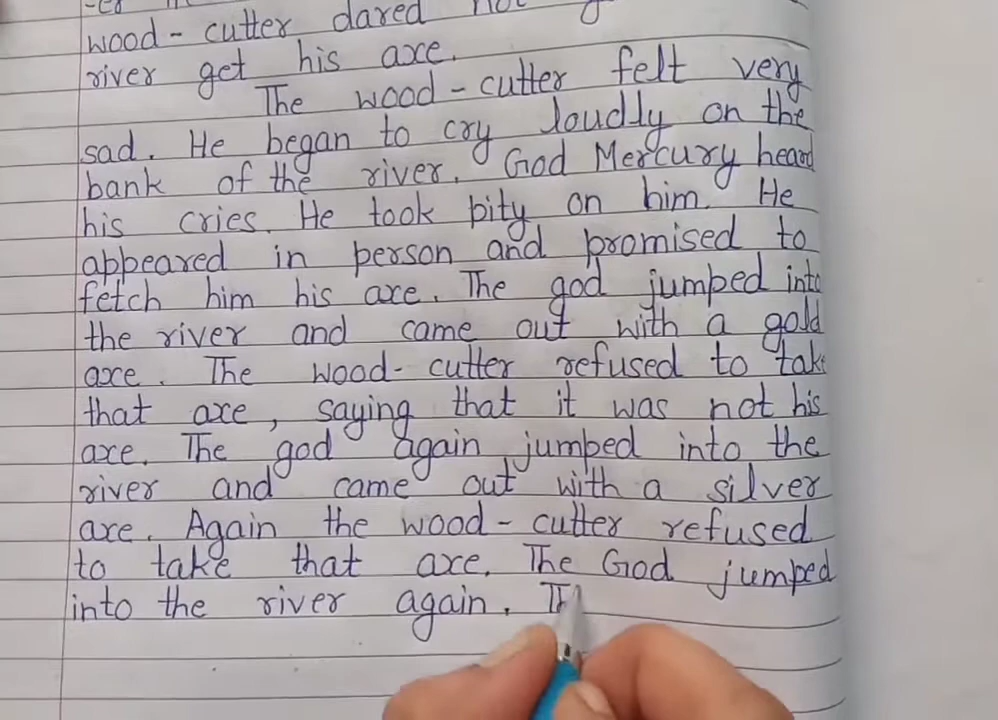 wood-cutter dared not
river get his axe.
The wood-cutter felt very
sad. He began to cry loudly on the
bank of the river. God Mercury heard
his cries. He took pity on him. He
appeared in person and promised to
fetch him his axe. The god jumped into
the river and came out with a gold
axe. The wood-cutter refused to take
that axe, saying that it was not his
axe. The god again jumped into the
river and came out with a silver
axe. Again the wood-cutter refused
to take that axe. The God jumped
into the river again. Th